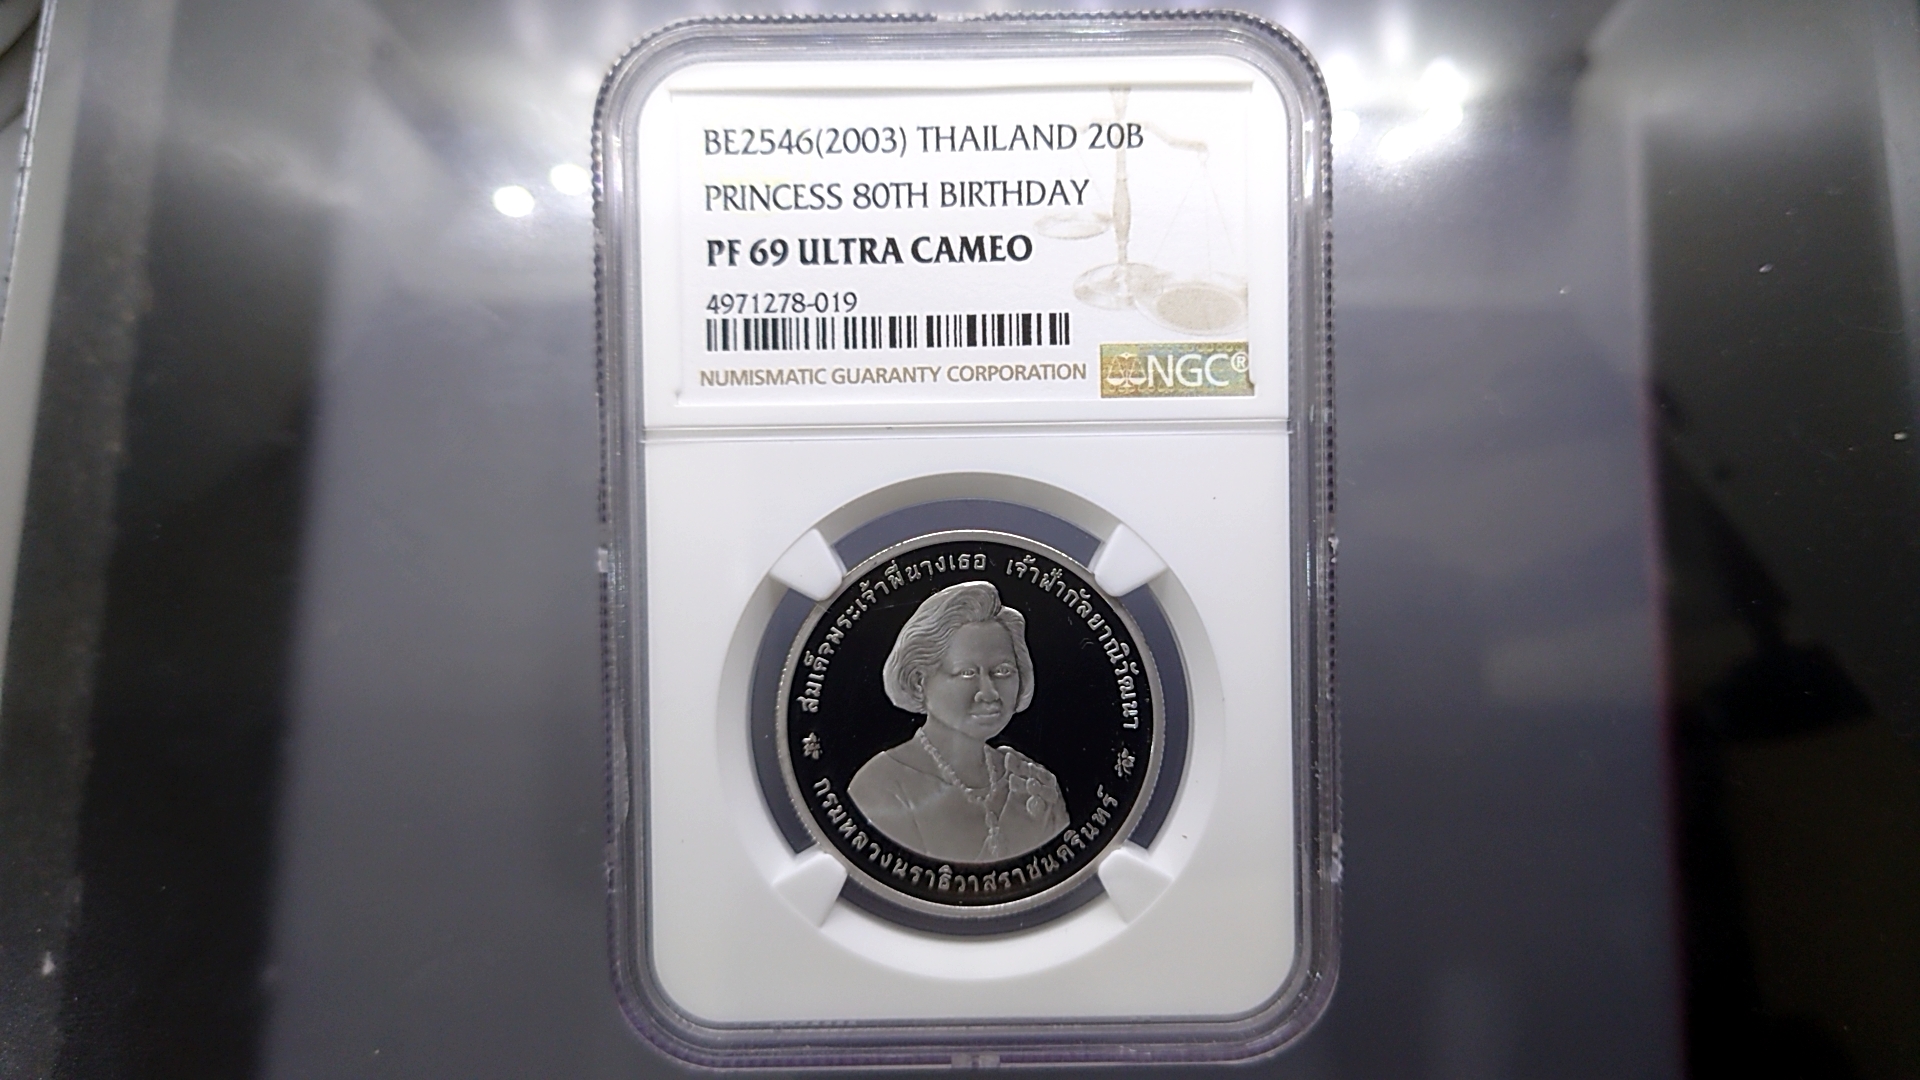 BE2546(2003) THAILAND 20B
PRINCESS 80TH BIRTHDAY
PF 69 ULTRA CAMEO
4971278-019
NUMISMATIC GUARANTY CORPORATION
NGC®
สมเด็จพระเจ้าพี่นางเธอ เจ้าฟ้ากัลยาณิวัฒนา
กรมหลวงนราธิวาสราชนครินทร์